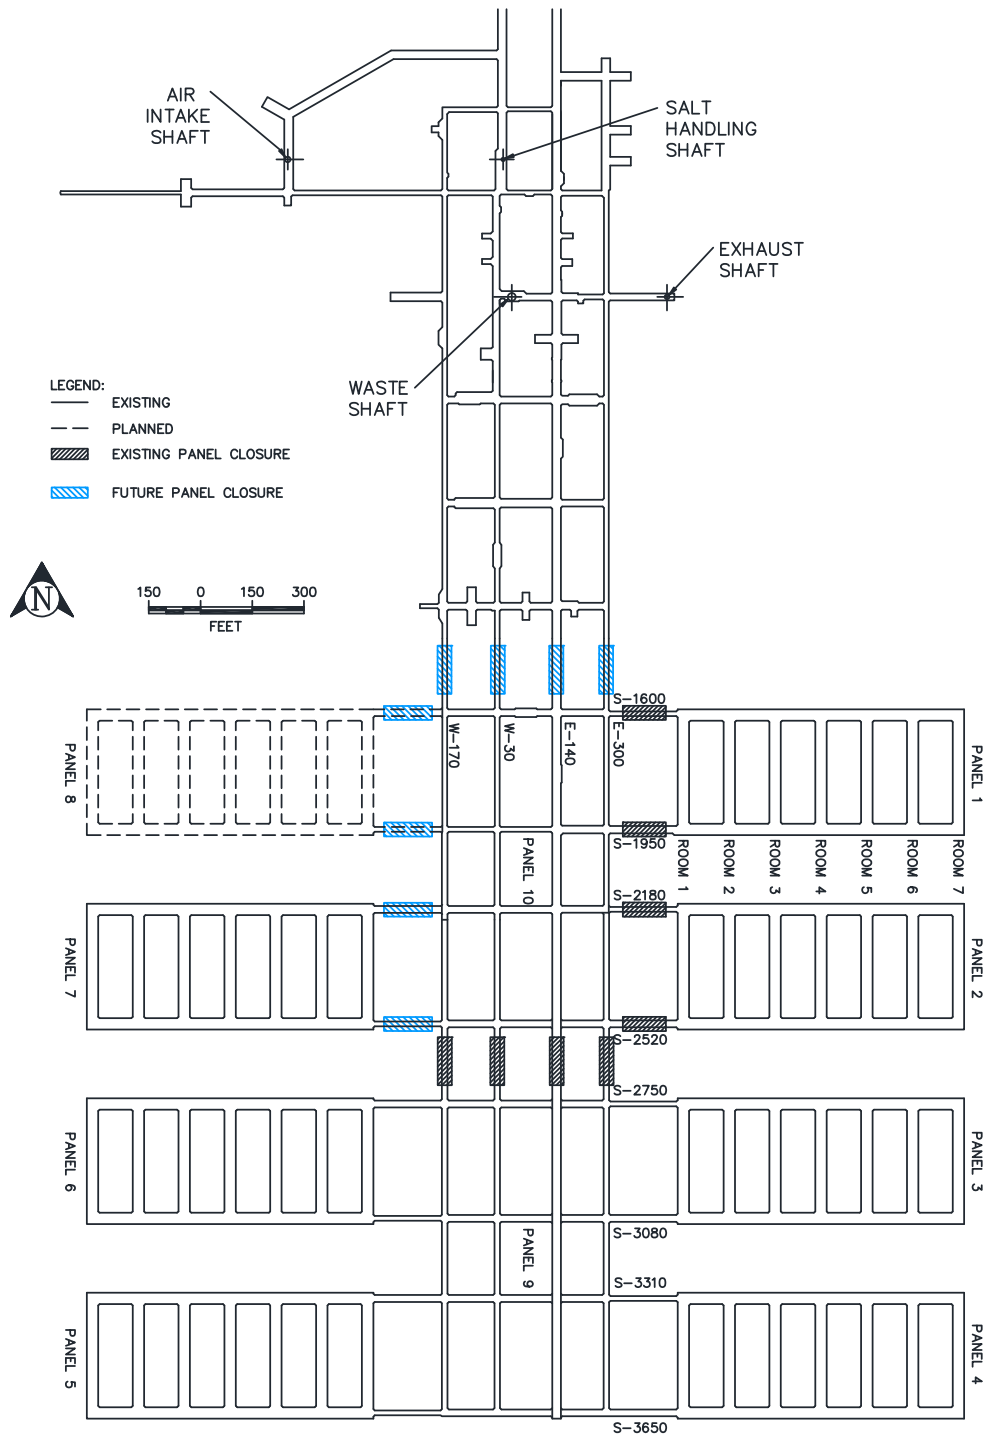 AIR
INTAKE
SHAFT
SALT
HANDLING
SHAFT
EXHAUST
SHAFT
WASTE
SHAFT
LEGEND:
EXISTING
PLANNED
EXISTING PANEL CLOSURE
FUTURE PANEL CLOSURE
N
150 0 150 300
FEET
S-1600
W-170
W-30
E-140
E-300
PANEL 8
PANEL 1
S-1950
ROOM 1
ROOM 2
ROOM 3
ROOM 4
ROOM 5
ROOM 6
ROOM 7
PANEL 10
S-2180
PANEL 7
PANEL 2
S-2520
S-2750
PANEL 6
PANEL 3
S-3080
PANEL 9
S-3310
PANEL 5
PANEL 4
S-3650